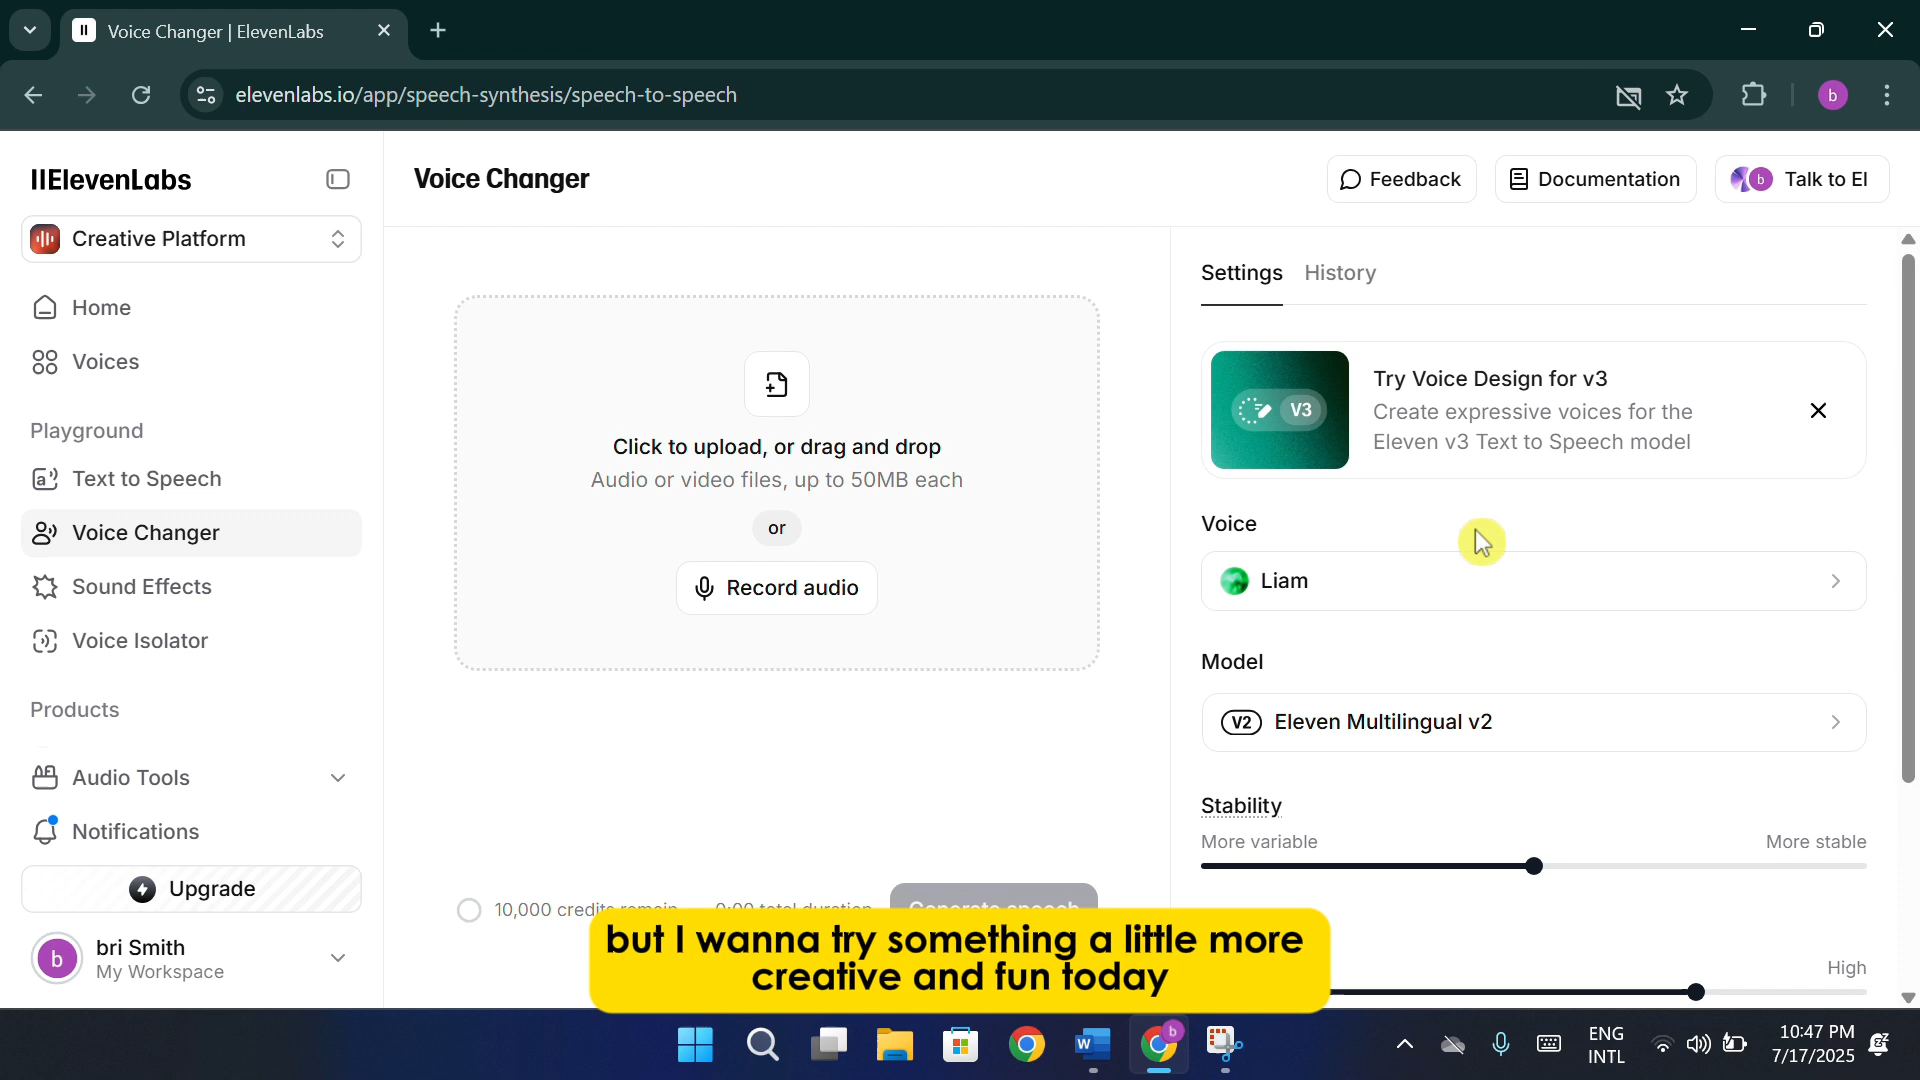 Voice Changer | ElevenLabs
elevenlabs.io/app/speech-synthesis/speech-to-speech
b
IIElevenLabs
Creative Platform
Home
Voices
Playground
Text to Speech
Voice Changer
Sound Effects
Voice Isolator
Products
Audio Tools
Notifications
Upgrade
b
bri Smith
My Workspace
Voice Changer
Feedback
Documentation
b
Talk to El
Click to upload, or drag and drop
Audio or video files, up to 50MB each
or
Record audio
10,000 credits remain
0:00 total duration
Generate speech
Settings
History
V3
Try Voice Design for v3
Create expressive voices for the
Eleven v3 Text to Speech model
Voice
Liam
Model
V2 Eleven Multilingual v2
Stability
More variable
More stable
High
but I wanna try something a little more
creative and fun today
W
b
ENG
INTL
10:47 PM
7/17/2025